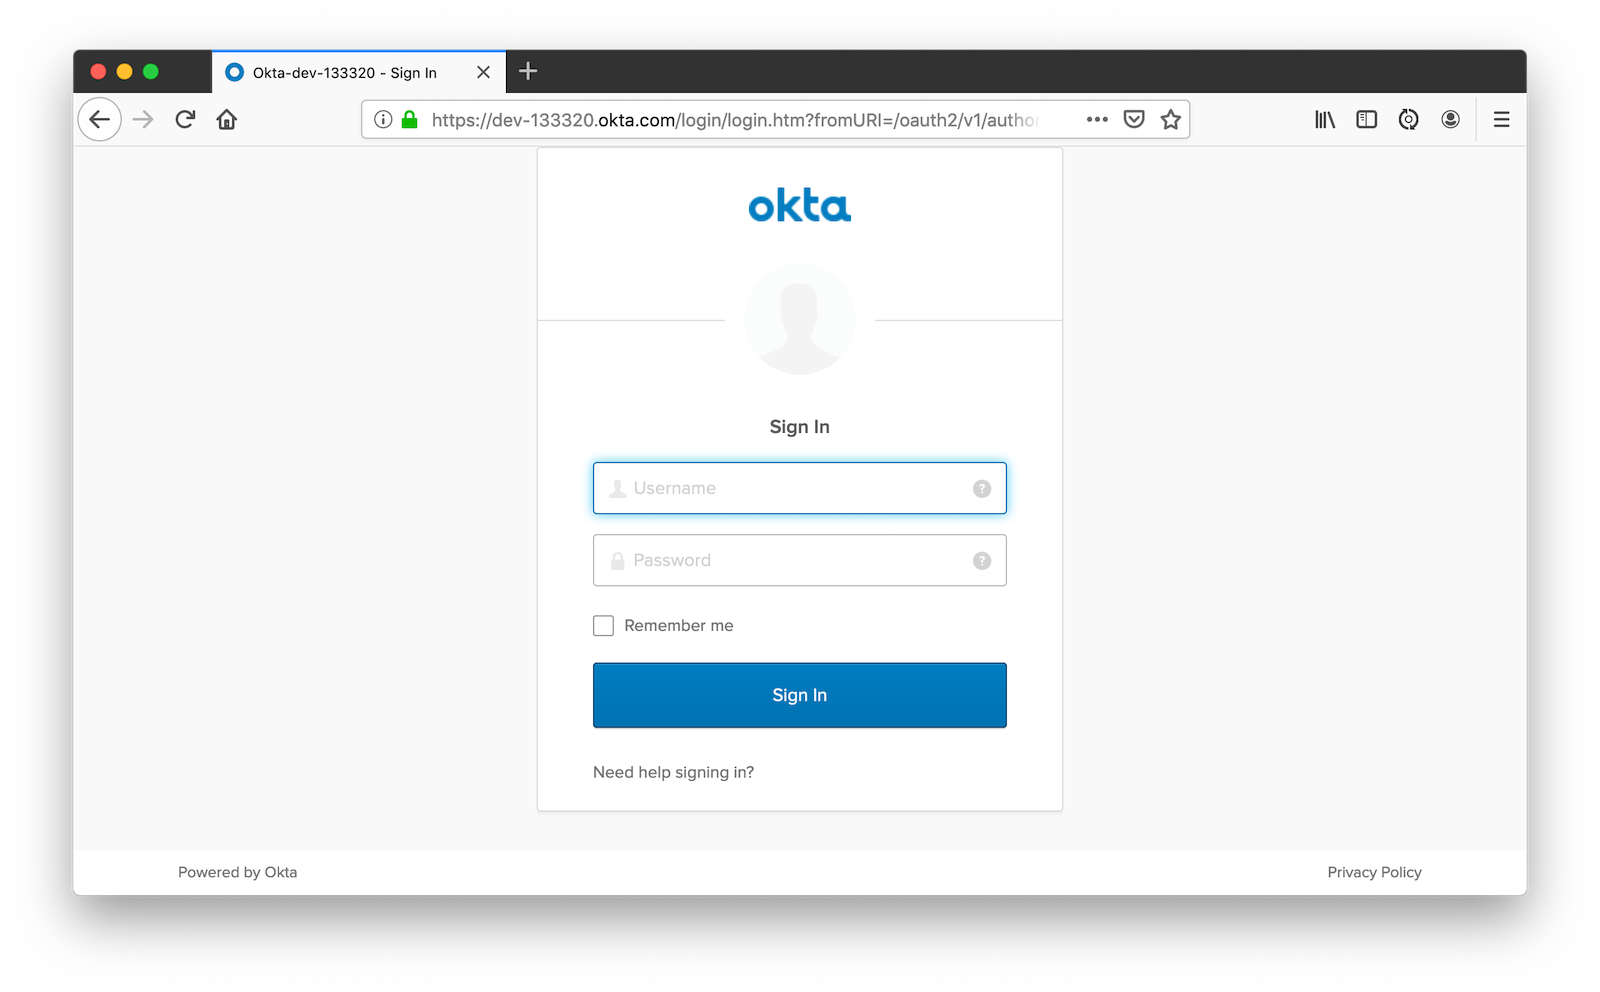 Okta-dev-133320 - Sign In
https://dev-133320.okta.com/login/login.htm?fromURI=/oauth2/v1/author
okta
Sign In
Username
Password
Remember me
Sign In
Need help signing in?
Powered by Okta
Privacy Policy